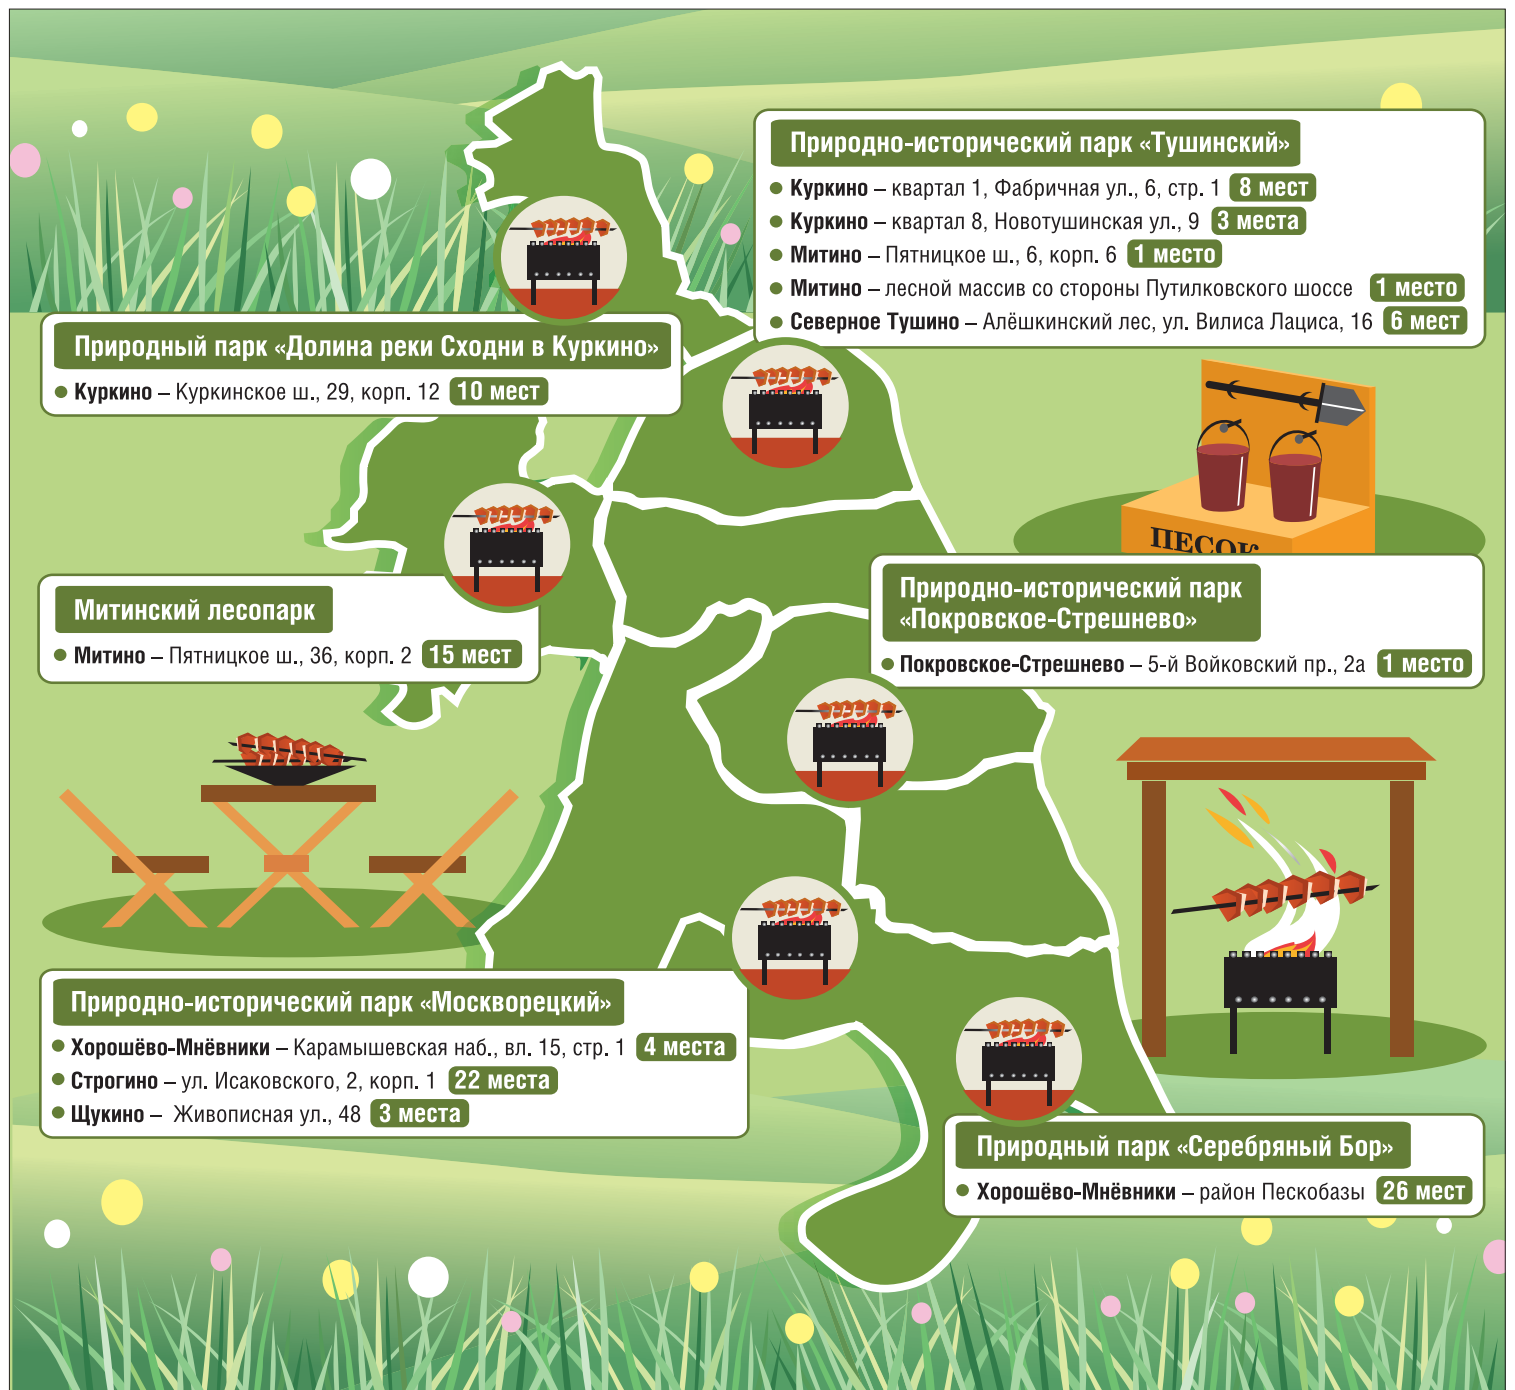 Природно-исторический парк «Тушинский»
Куркино – квартал 1, Фабричная ул., 6, стр. 1 8 мест
Куркино – квартал 8, Новотушинская ул., 9 3 места
Митино – Пятницкое ш., 6, корп. 6 1 место
Митино – лесной массив со стороны Путилковского шоссе 1 место
Северное Тушино – Алёшкинский лес, ул. Вилиса Лациса, 16 6 мест
Природный парк «Долина реки Сходни в Куркино»
Куркино – Куркинское ш., 29, корп. 12 10 мест
ПЕСОК
Митинский лесопарк
Митино – Пятницкое ш., 36, корп. 2 15 мест
Природно-исторический парк
«Покровское-Стрешнево»
Покровское-Стрешнево – 5-й Войковский пр., 2а 1 место
Природно-исторический парк «Москворецкий»
Хорошёво-Мнёвники – Карамышевская наб., вл. 15, стр. 1 4 места
Строгино – ул. Исаковского, 2, корп. 1 22 места
Щукино – Живописная ул., 48 3 места
Природный парк «Серебряный Бор»
Хорошёво-Мнёвники – район Пескобазы 26 мест